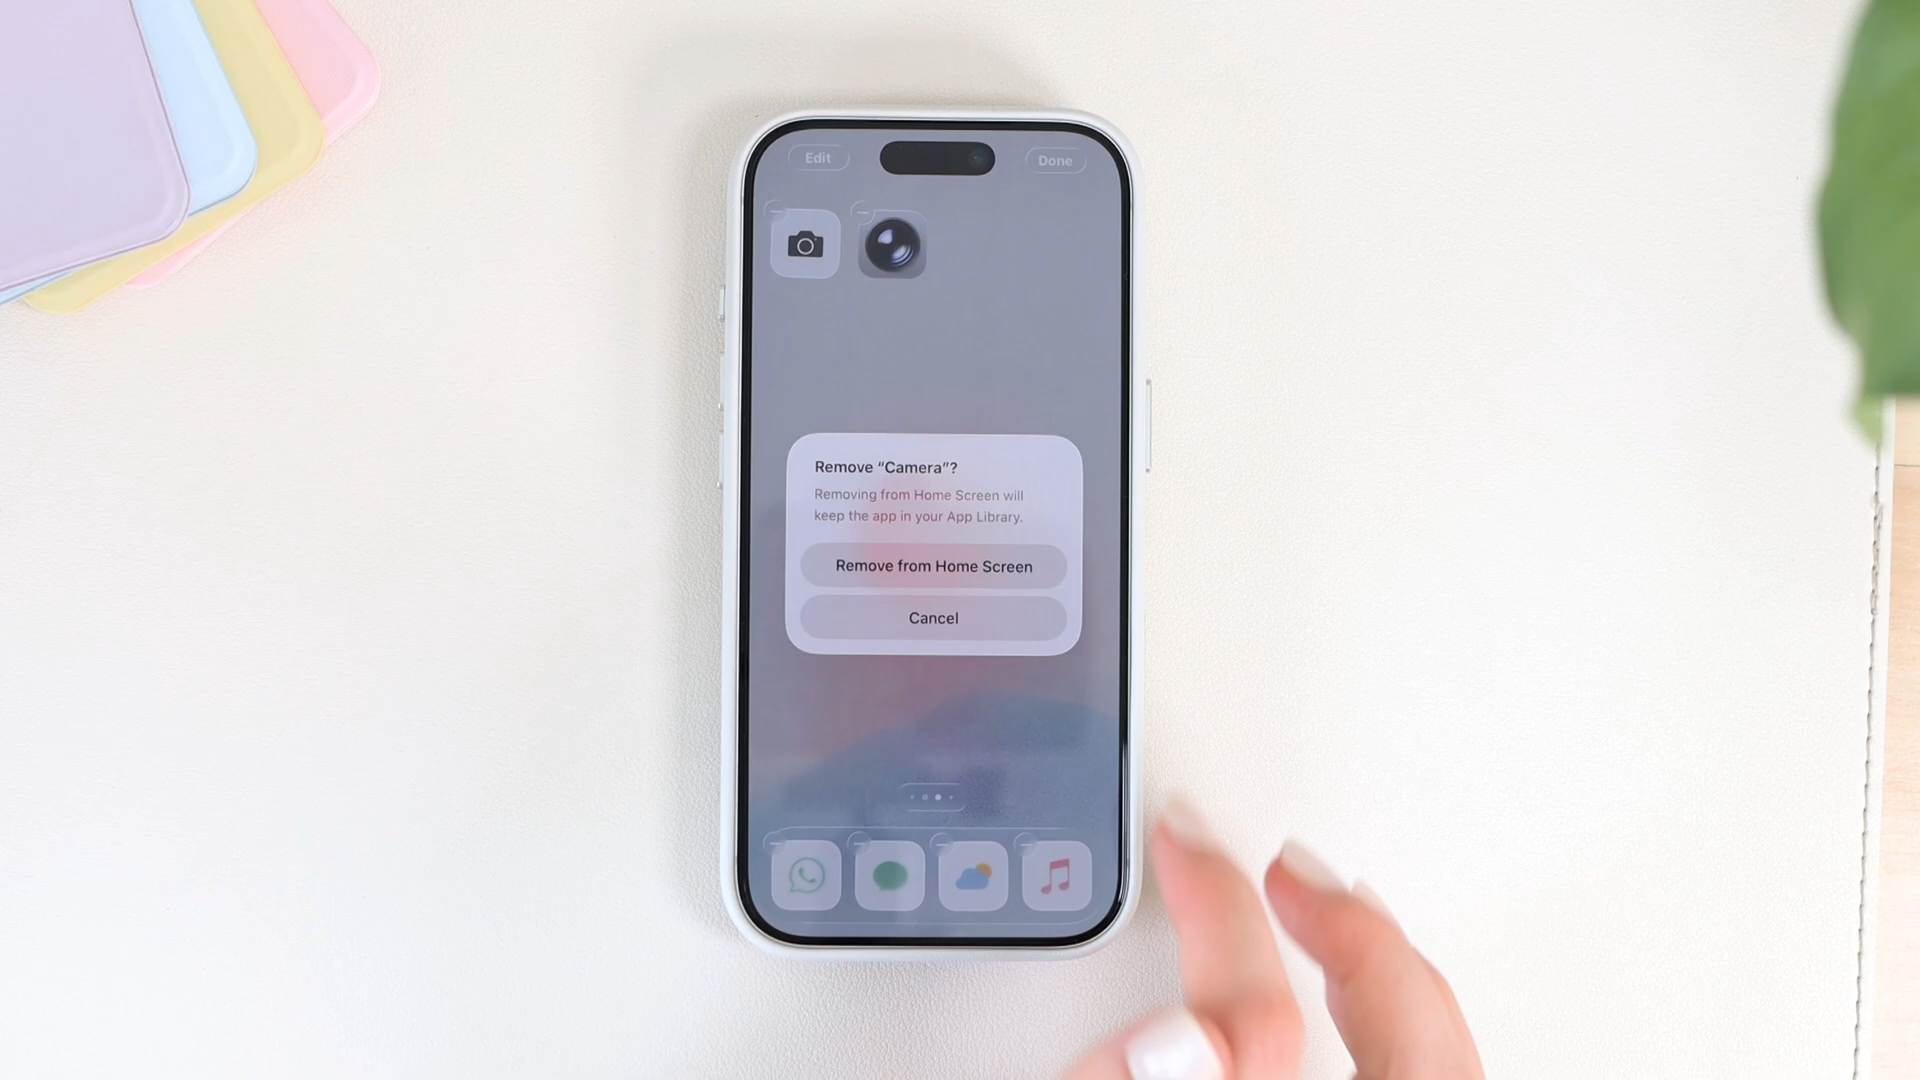 Edit
Done
Remove “Camera”?
Removing from Home Screen will
keep the app in your App Library.
Remove from Home Screen
Cancel